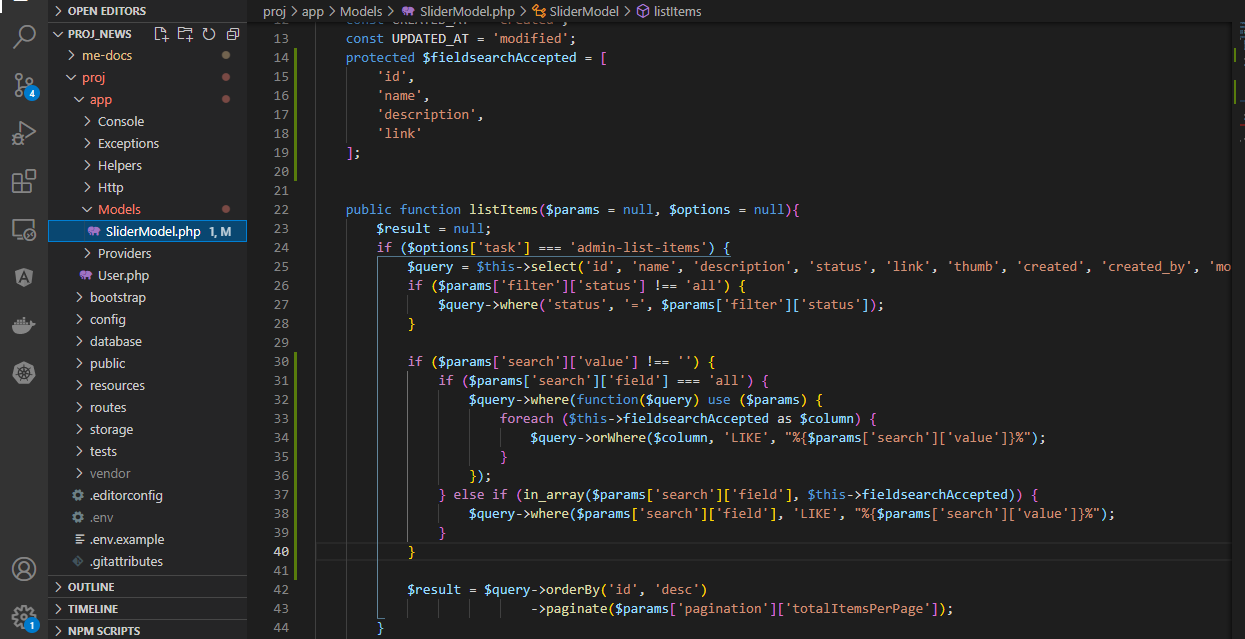 OPEN EDITORS
PROJ_NEWS
me-docs
proj
app
Console
Exceptions
Helpers
Http
Models
SliderModel.php 1, M
Providers
User.php
bootstrap
config
database
public
resources
routes
storage
tests
vendor
.editorconfig
.env
.env.example
.gitattributes
OUTLINE
TIMELINE
NPM SCRIPTS
4
1
proj > app > Models > SliderModel.php > SliderModel > listItems
13 const UPDATED_AT = 'modified';
14 protected $fieldsearchAccepted = [
15 'id',
16 'name',
17 'description',
18 'link'
19 ];
20
21
22 public function listItems($params = null, $options = null){
23 $result = null;
24 if ($options['task'] === 'admin-list-items') {
25 $query = $this->select('id', 'name', 'description', 'status', 'link', 'thumb', 'created', 'created_by', 'mo
26 if ($params['filter']['status'] !== 'all') {
27 $query->where('status', '=', $params['filter']['status']);
28 }
29
30 if ($params['search']['value'] !== '') {
31 if ($params['search']['field'] === 'all') {
32 $query->where(function($query) use ($params) {
33 foreach ($this->fieldsearchAccepted as $column) {
34 $query->orWhere($column, 'LIKE', "%{$params['search']['value']}%");
35 }
36 });
37 } else if (in_array($params['search']['field'], $this->fieldsearchAccepted)) {
38 $query->where($params['search']['field'], 'LIKE', "%{$params['search']['value']}%");
39 }
40 }
41
42 $result = $query->orderBy('id', 'desc')
43 ->paginate($params['pagination']['totalItemsPerPage']);
44 }